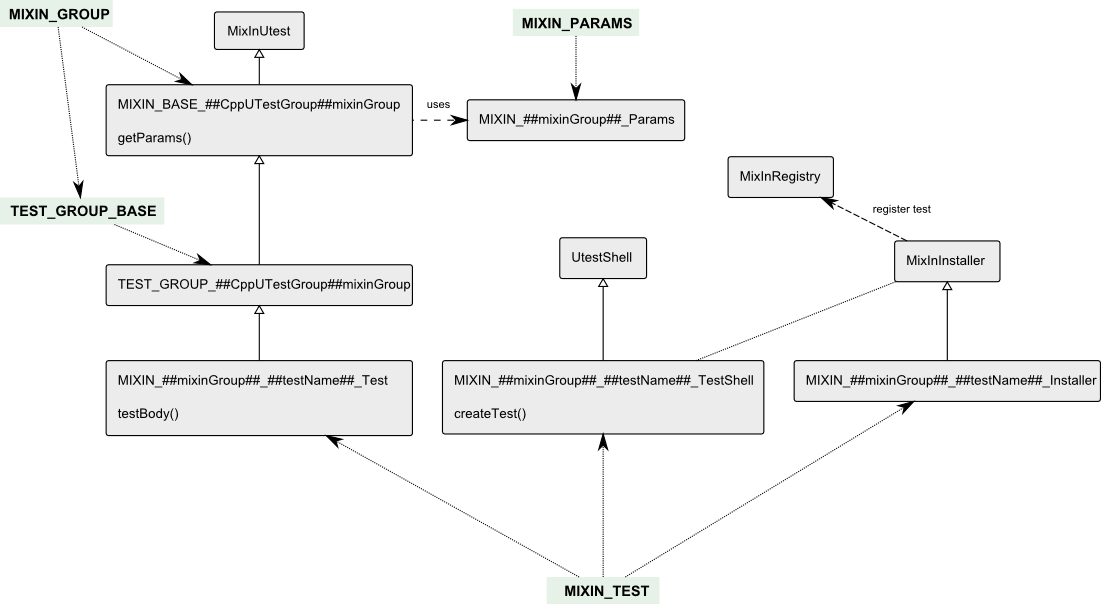 MIXIN_GROUP
MixInUtest
MIXIN_PARAMS
MIXIN_BASE_##CppUTestGroup##mixinGroup
getParams()
uses
MIXIN_##mixinGroup##_Params
MixInRegistry
TEST_GROUP_BASE
register test
UtestShell
MixInInstaller
TEST_GROUP_##CppUTestGroup##mixinGroup
MIXIN_##mixinGroup##_##testName##_Test
testBody()
MIXIN_##mixinGroup##_##testName##_TestShell
createTest()
MIXIN_##mixinGroup##_##testName##_Installer
MIXIN_TEST